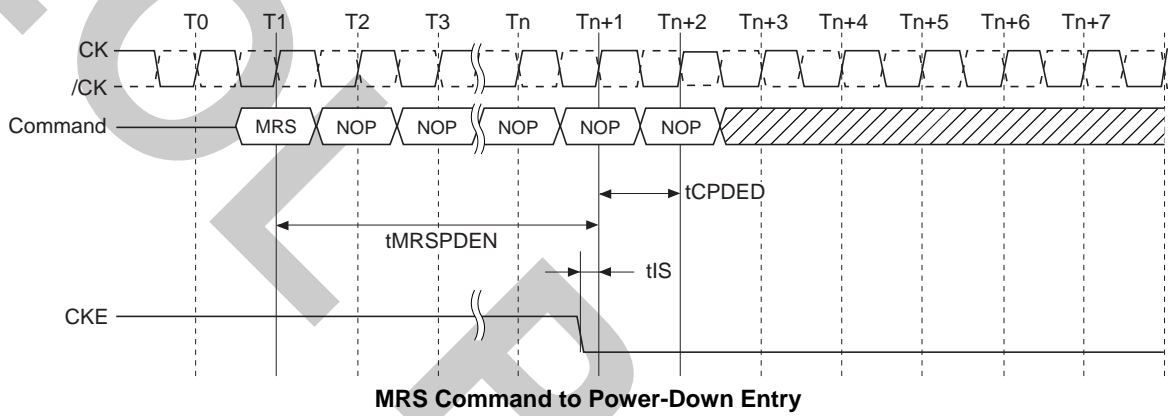 T0 T1 T2 T3 Tn Tn+1 Tn+2 Tn+3 Tn+4 Tn+5 Tn+6 Tn+7
CK
/CK
Command MRS NOP NOP NOP NOP NOP
tCPDED
tMRSPDEN
tIS
CKE
MRS Command to Power-Down Entry